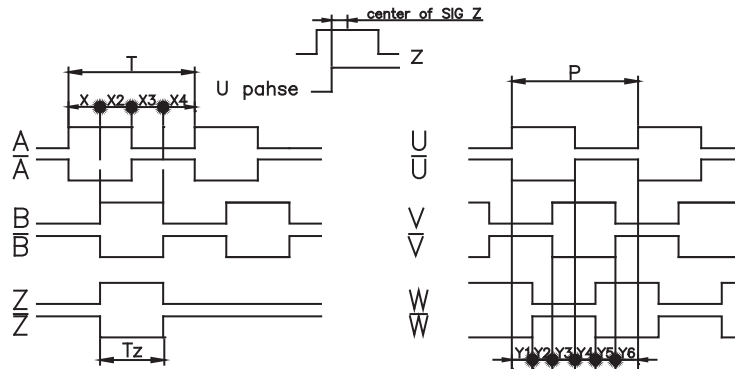 center of SIG Z
Z
U pahse
T
X X2 X3 X4
A
A
B
B
Z
Z
Tz
P
U
U
V
V
W
W
Y1 Y2 Y3 Y4 Y5 Y6